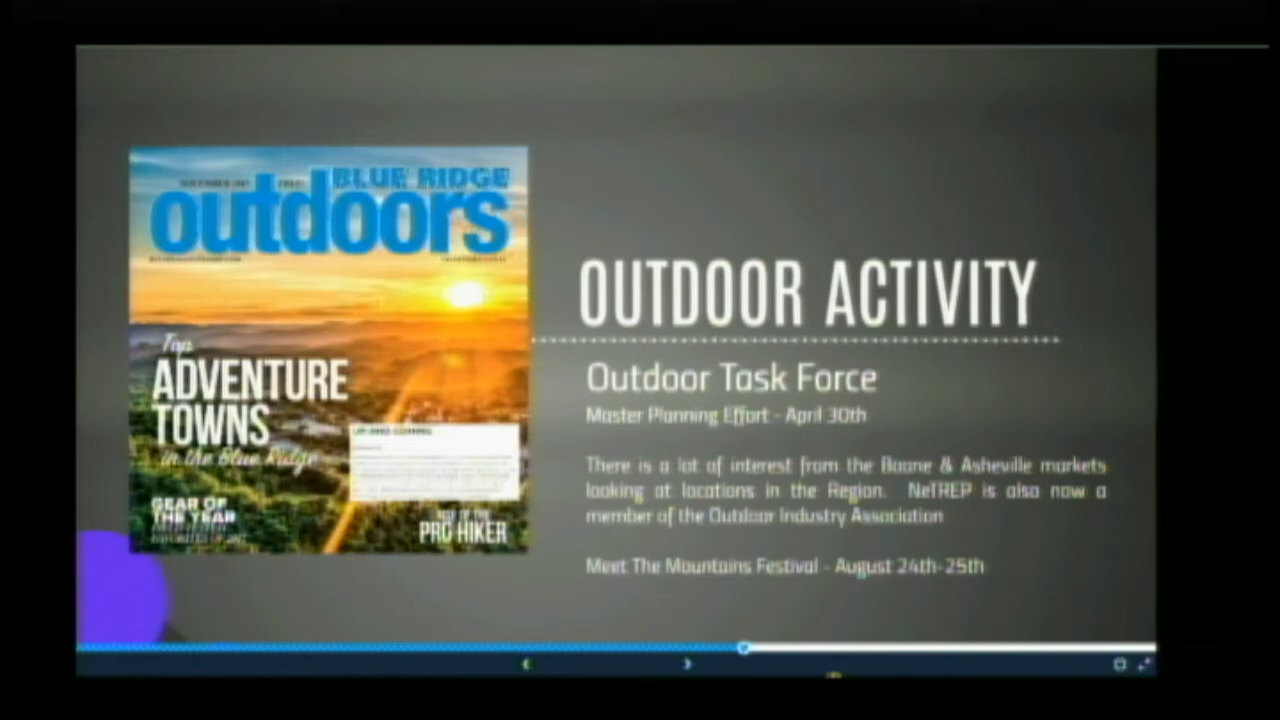 BLUE RIDGE
outdoors
Top
ADVENTURE
TOWNS
in the Blue Ridge
GEAR OF
THE YEAR
PRO HIKER
OUTDOOR ACTIVITY
Outdoor Task Force
Master Planning Effort - April 30th
There is a lot of interest from the Boone & Asheville markets
looking at locations in the Region. NeTREP is also now a
member of the Outdoor Industry Association
Meet The Mountains Festival - August 24th-25th